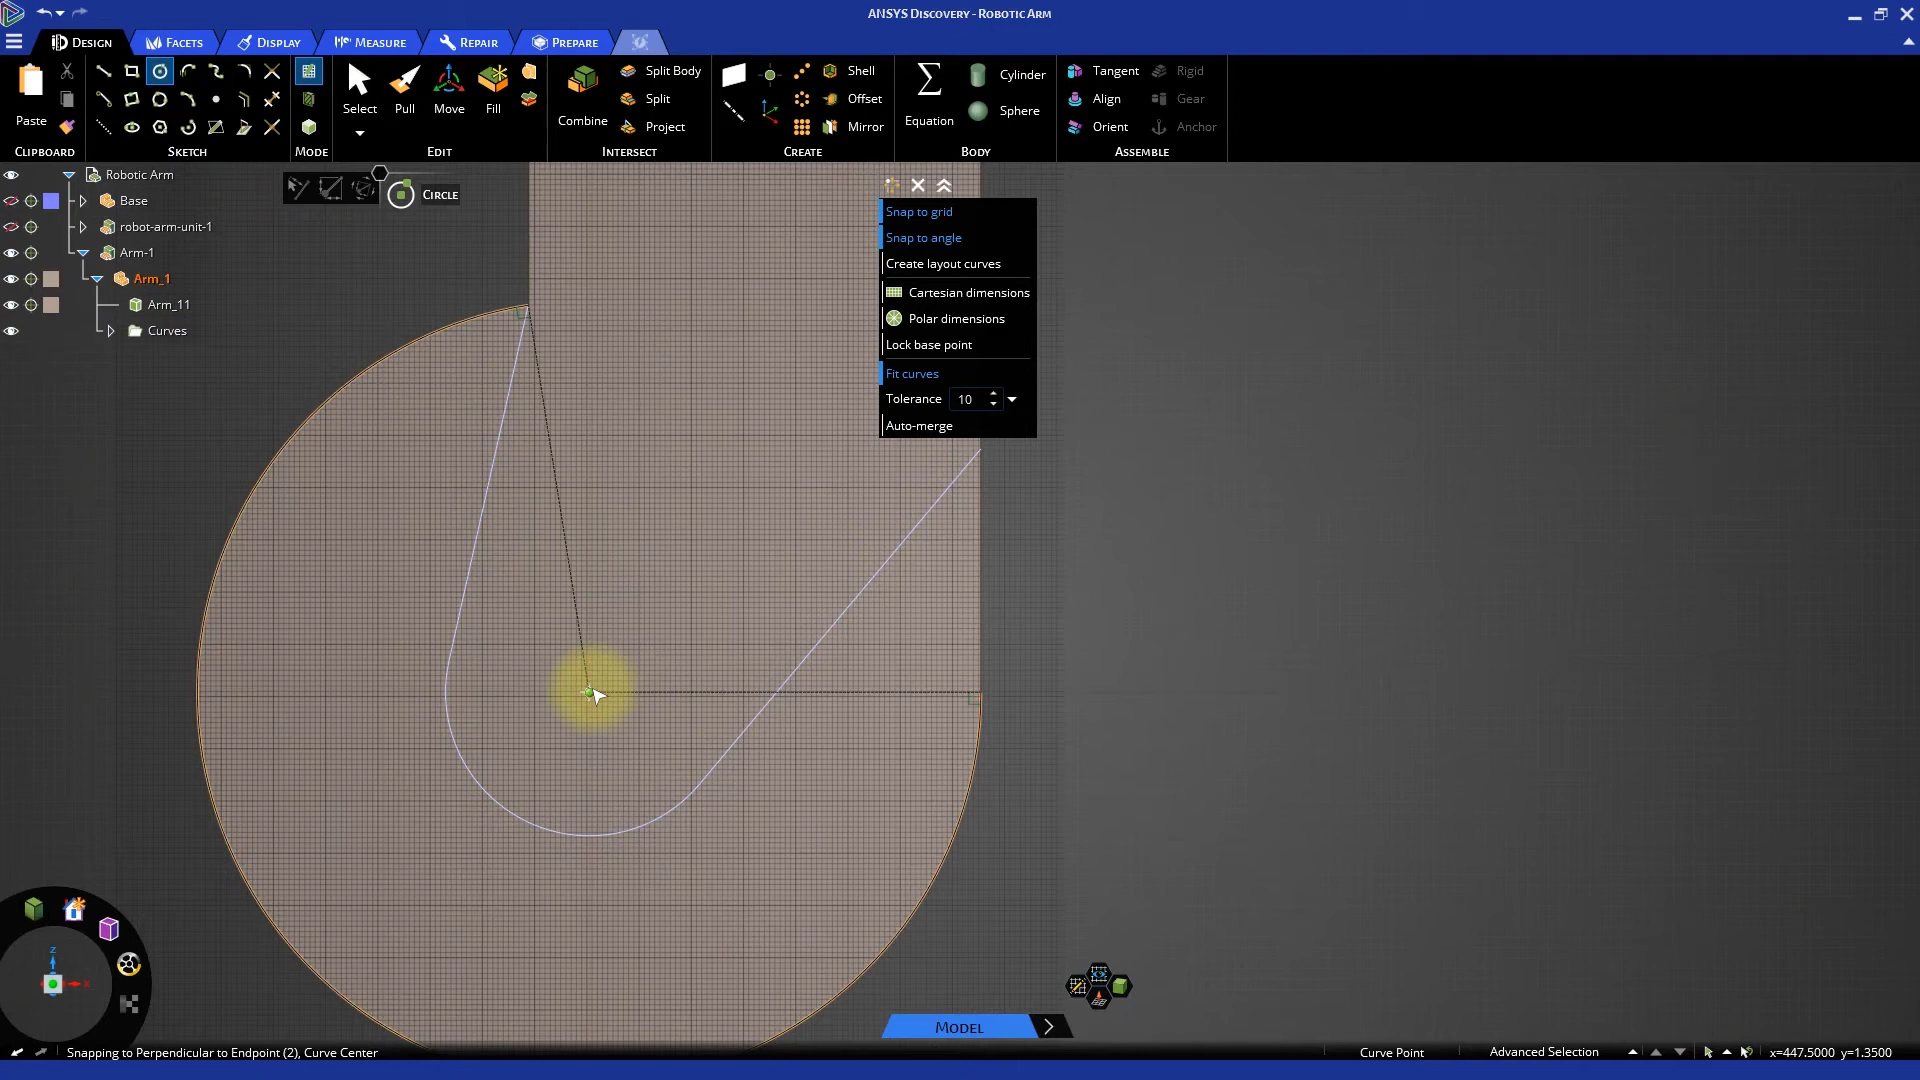 ANSYS Discovery - Robotic Arm
Design
Facets
Display
Measure
Repair
Prepare
Paste
Select
Pull
Move
Fill
Combine
Split Body
Split
Project
Shell
Offset
Mirror
Equation
Cylinder
Sphere
Tangent
Align
Orient
Rigid
Gear
Anchor
Clipboard
Sketch
Mode
Edit
Intersect
Create
Body
Assemble
Robotic Arm
Base
robot-arm-unit-1
Arm-1
Arm_1
Arm_11
Curves
Circle
Snap to grid
Snap to angle
Create layout curves
Cartesian dimensions
Polar dimensions
Lock base point
Fit curves
Tolerance 10
Auto-merge
Z
X
Model
Snapping to Perpendicular to Endpoint (2), Curve Center
Curve Point
Advanced Selection
x=447.5000 y=1.3500